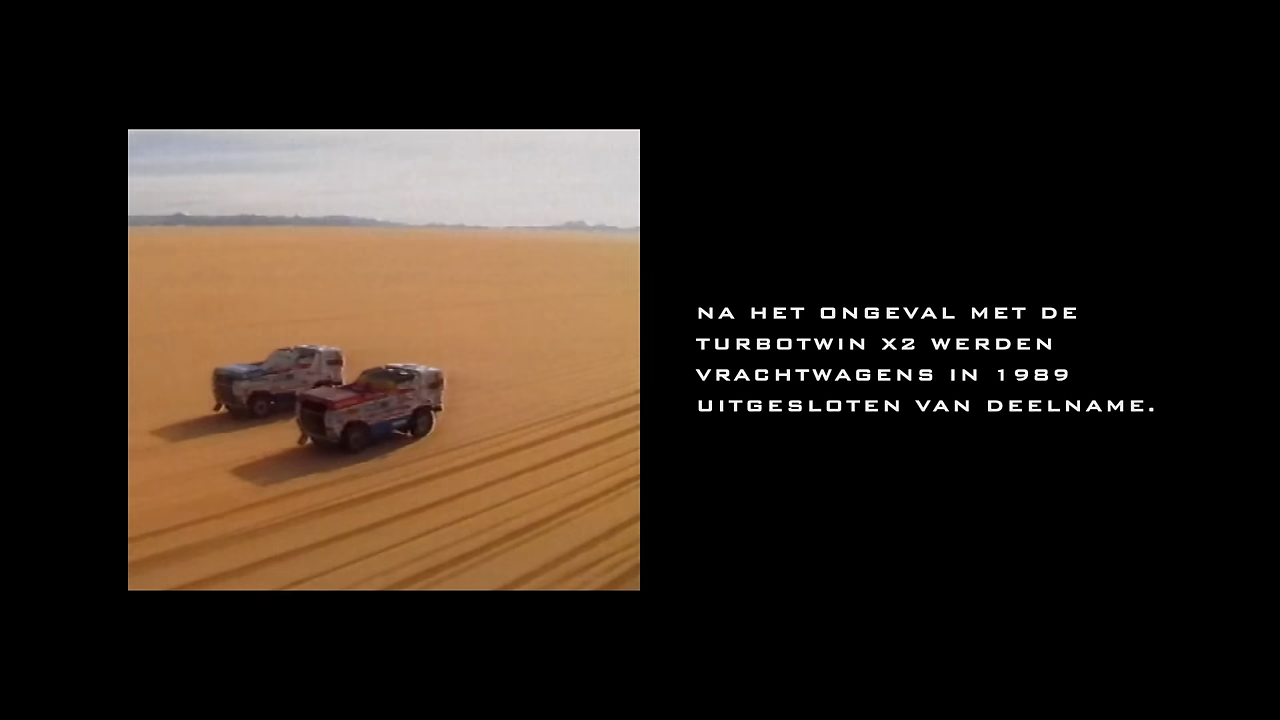 NA HET ONGEVAL MET DE
TURBOTWIN X2 WERDEN
VRACHTWAGENS IN 1989
UITGESLOTEN VAN DEELNAME.